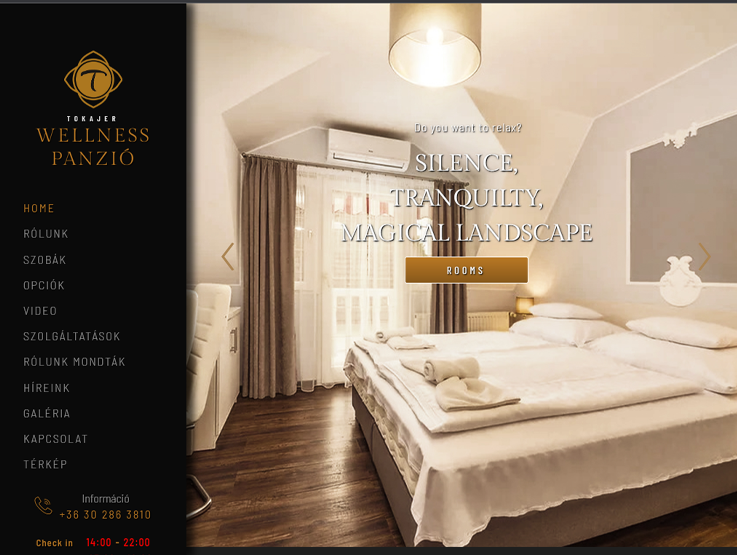 T
TOKAJER
WELLNESS
PANZIÓ
HOME
RÓLUNK
SZOBÁK
OPCIÓK
VIDEO
SZOLGÁLTATÁSOK
RÓLUNK MONDTÁK
HÍREINK
GALÉRIA
KAPCSOLAT
TÉRKÉP
Információ
+36 30 286 3810
Check in 14:00 - 22:00
Do you want to relax?
SILENCE,
TRANQUILTY,
MAGICAL LANDSCAPE
ROOMS